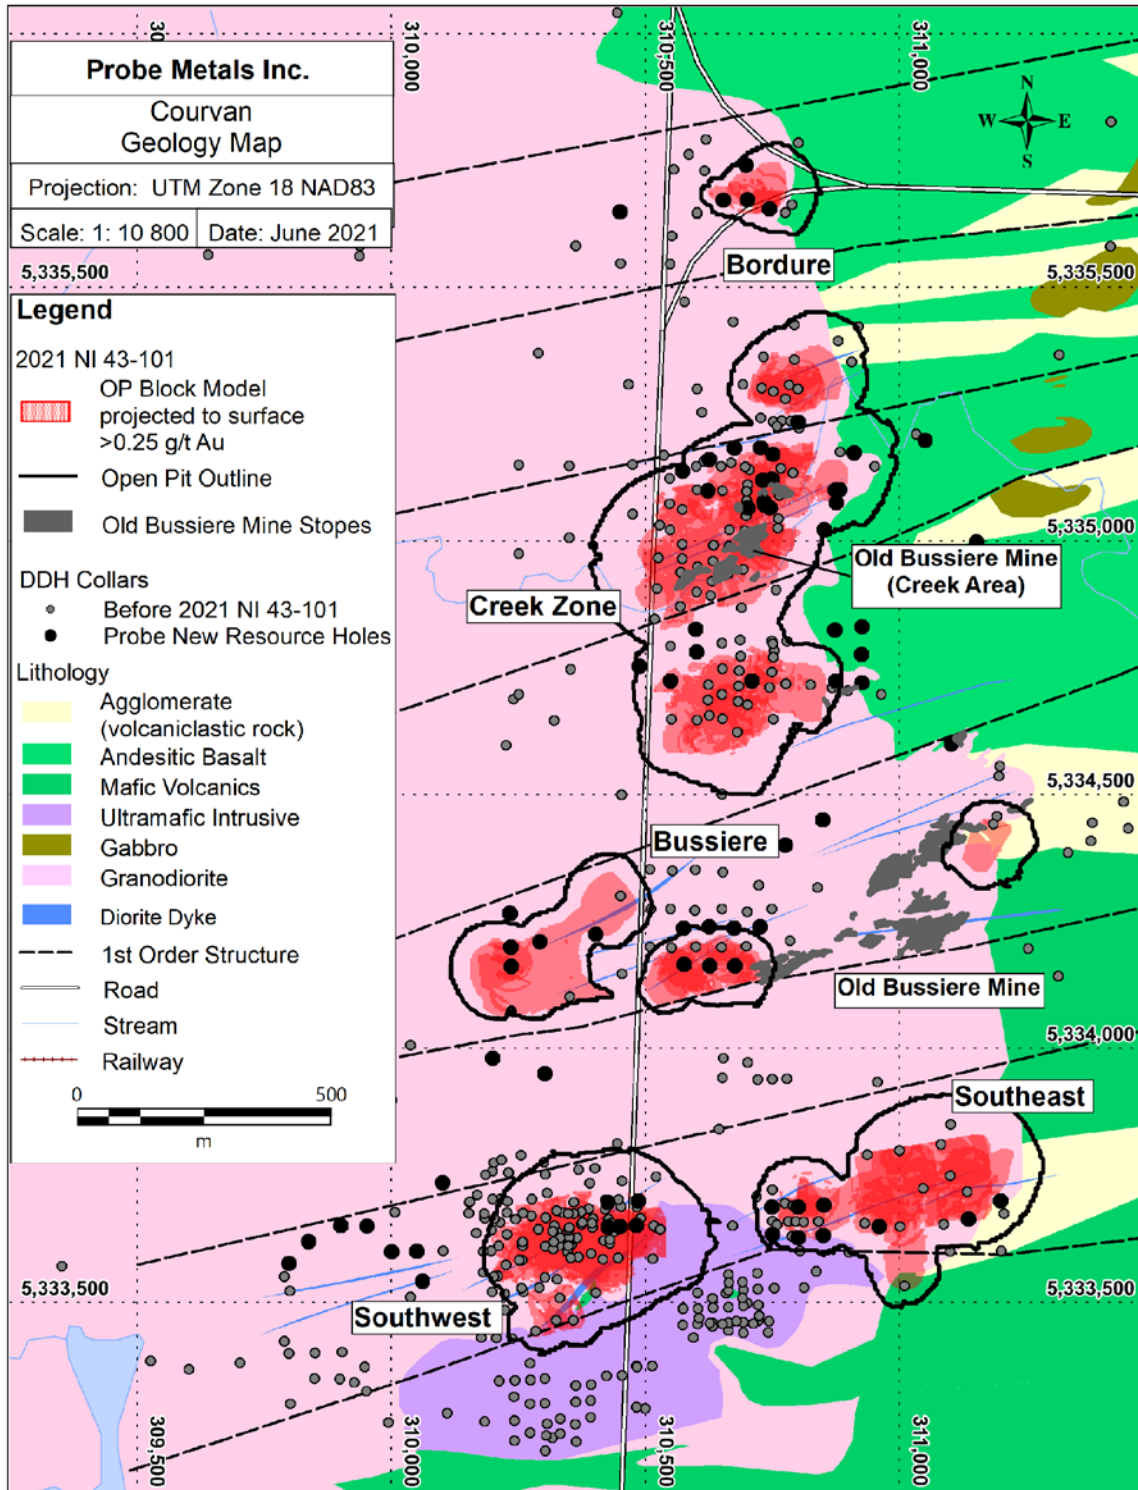 30
310,000
310,500
311,000
Probe Metals Inc.
Courvan
Geology Map
Projection: UTM Zone 18 NAD83
Scale: 1: 10 800
Date: June 2021
N
W
E
S
5,335,500
5,335,500
Bordure
Legend
2021 NI 43-101
OP Block Model
projected to surface
>0.25 g/t Au
Open Pit Outline
Old Bussiere Mine Stopes
DDH Collars
Before 2021 NI 43-101
Probe New Resource Holes
Lithology
Agglomerate
(volcaniclastic rock)
Andesitic Basalt
Mafic Volcanics
Ultramafic Intrusive
Gabbro
Granodiorite
Diorite Dyke
1st Order Structure
Road
Stream
Railway
0
500
m
5,335,000
Old Bussiere Mine
(Creek Area)
Creek Zone
5,334,500
Bussiere
Old Bussiere Mine
5,334,000
Southeast
5,333,500
5,333,500
Southwest
309,500
310,000
310,500
311,000